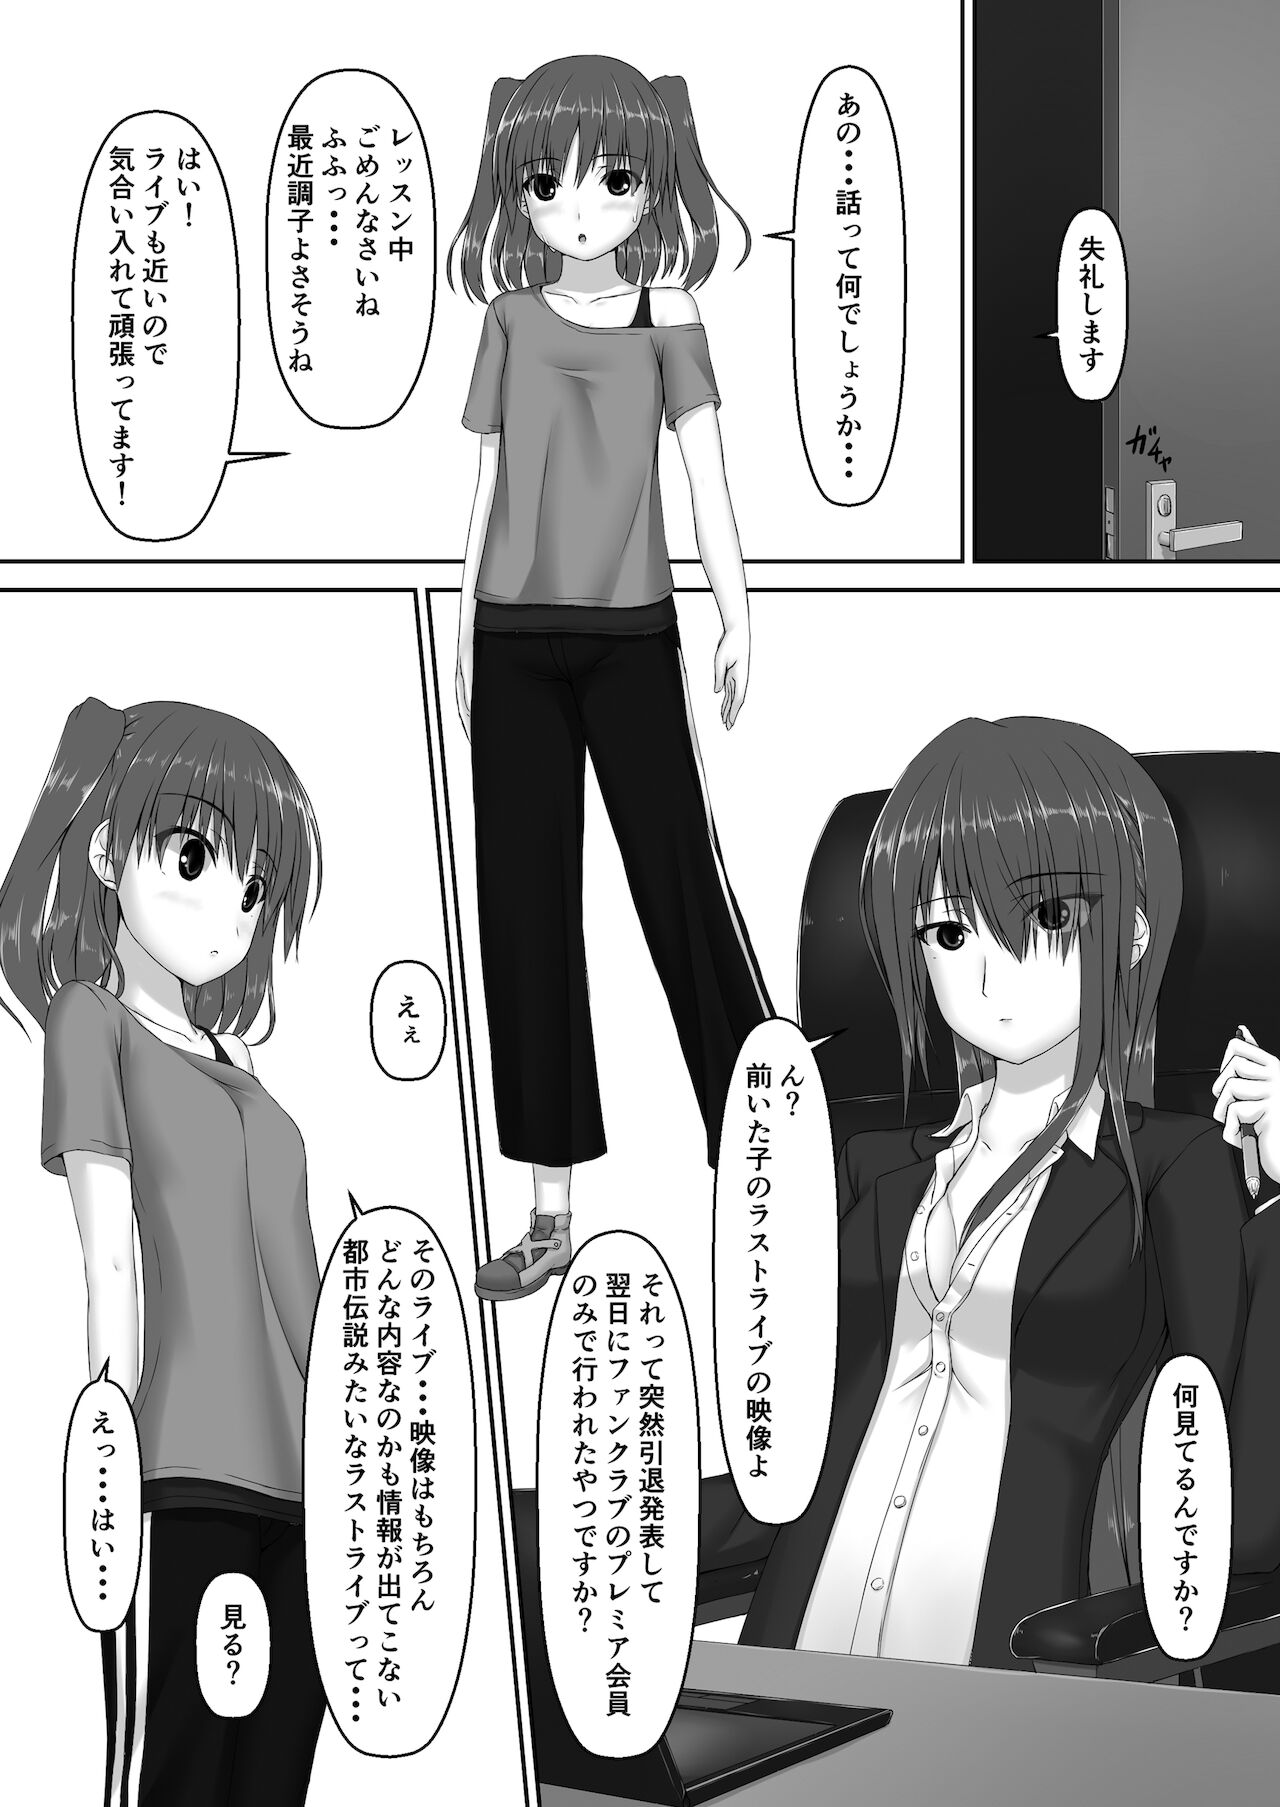 失礼します
ガチャ
あの・・・話って何でしょうか・・・
レッスン中
ごめんなさいね
ふふっ・・・
最近調子よさそうね
はい！
ライブも近いので
気合い入れて頑張ってます！
何見てるんですか？
ん？
前いた子のラストライブの映像よ
それって突然引退発表して
翌日にファンクラブのプレミア会員
のみで行われたやつですか？
えぇ
そのライブ・・・映像はもちろん
どんな内容なのかも情報が出てこない
都市伝説みたいなラストライブって・・・
見る？
えっ・・・はい・・・